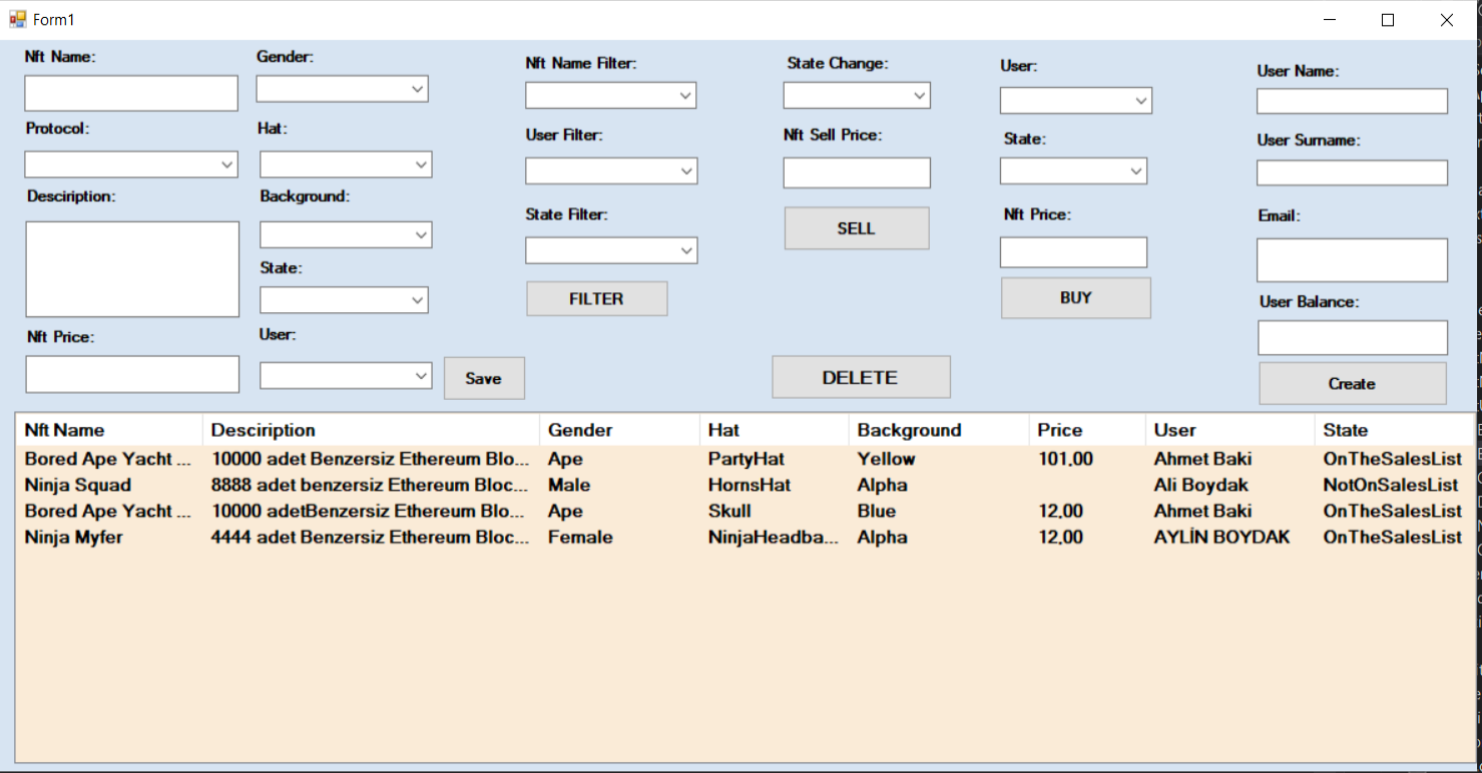 Form1
Nft Name:
Gender:
Nft Name Filter:
State Change:
User:
User Name:
Protocol:
Hat:
User Filter:
Nft Sell Price:
State:
User Surname:
Desciription:
Background:
State Filter:
SELL
Nft Price:
Email:
State:
FILTER
BUY
User Balance:
Nft Price:
User:
Save
DELETE
Create
Nft Name Desciription Gender Hat Background Price User State
Bored Ape Yacht ... 10000 adet Benzersiz Ethereum Blo... Ape PartyHat Yellow 101,00 Ahmet Baki OnTheSalesList
Ninja Squad 8888 adet benzersiz Ethereum Bloc... Male HornsHat Alpha Ali Boydak NotOnSalesList
Bored Ape Yacht ... 10000 adetBenzersiz Ethereum Blo... Ape Skull Blue 12,00 Ahmet Baki OnTheSalesList
Ninja Myfer 4444 adet Benzersiz Ethereum Bloc... Female NinjaHeadba... Alpha 12,00 AYLİN BOYDAK OnTheSalesList